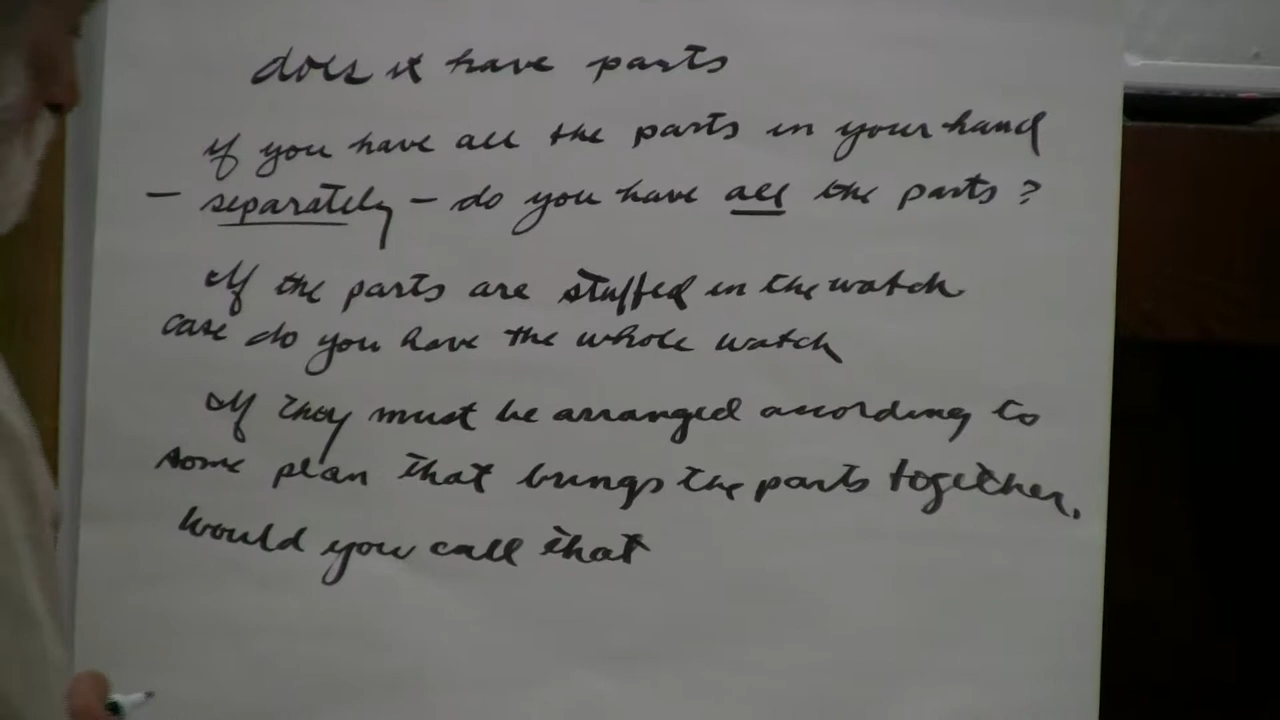 does it have parts
if you have all the parts in your hand
— separately — do you have all the parts?
If the parts are stuffed in the watch
case do you have the whole watch
If they must be arranged according to
some plan that brings the parts together,
would you call that